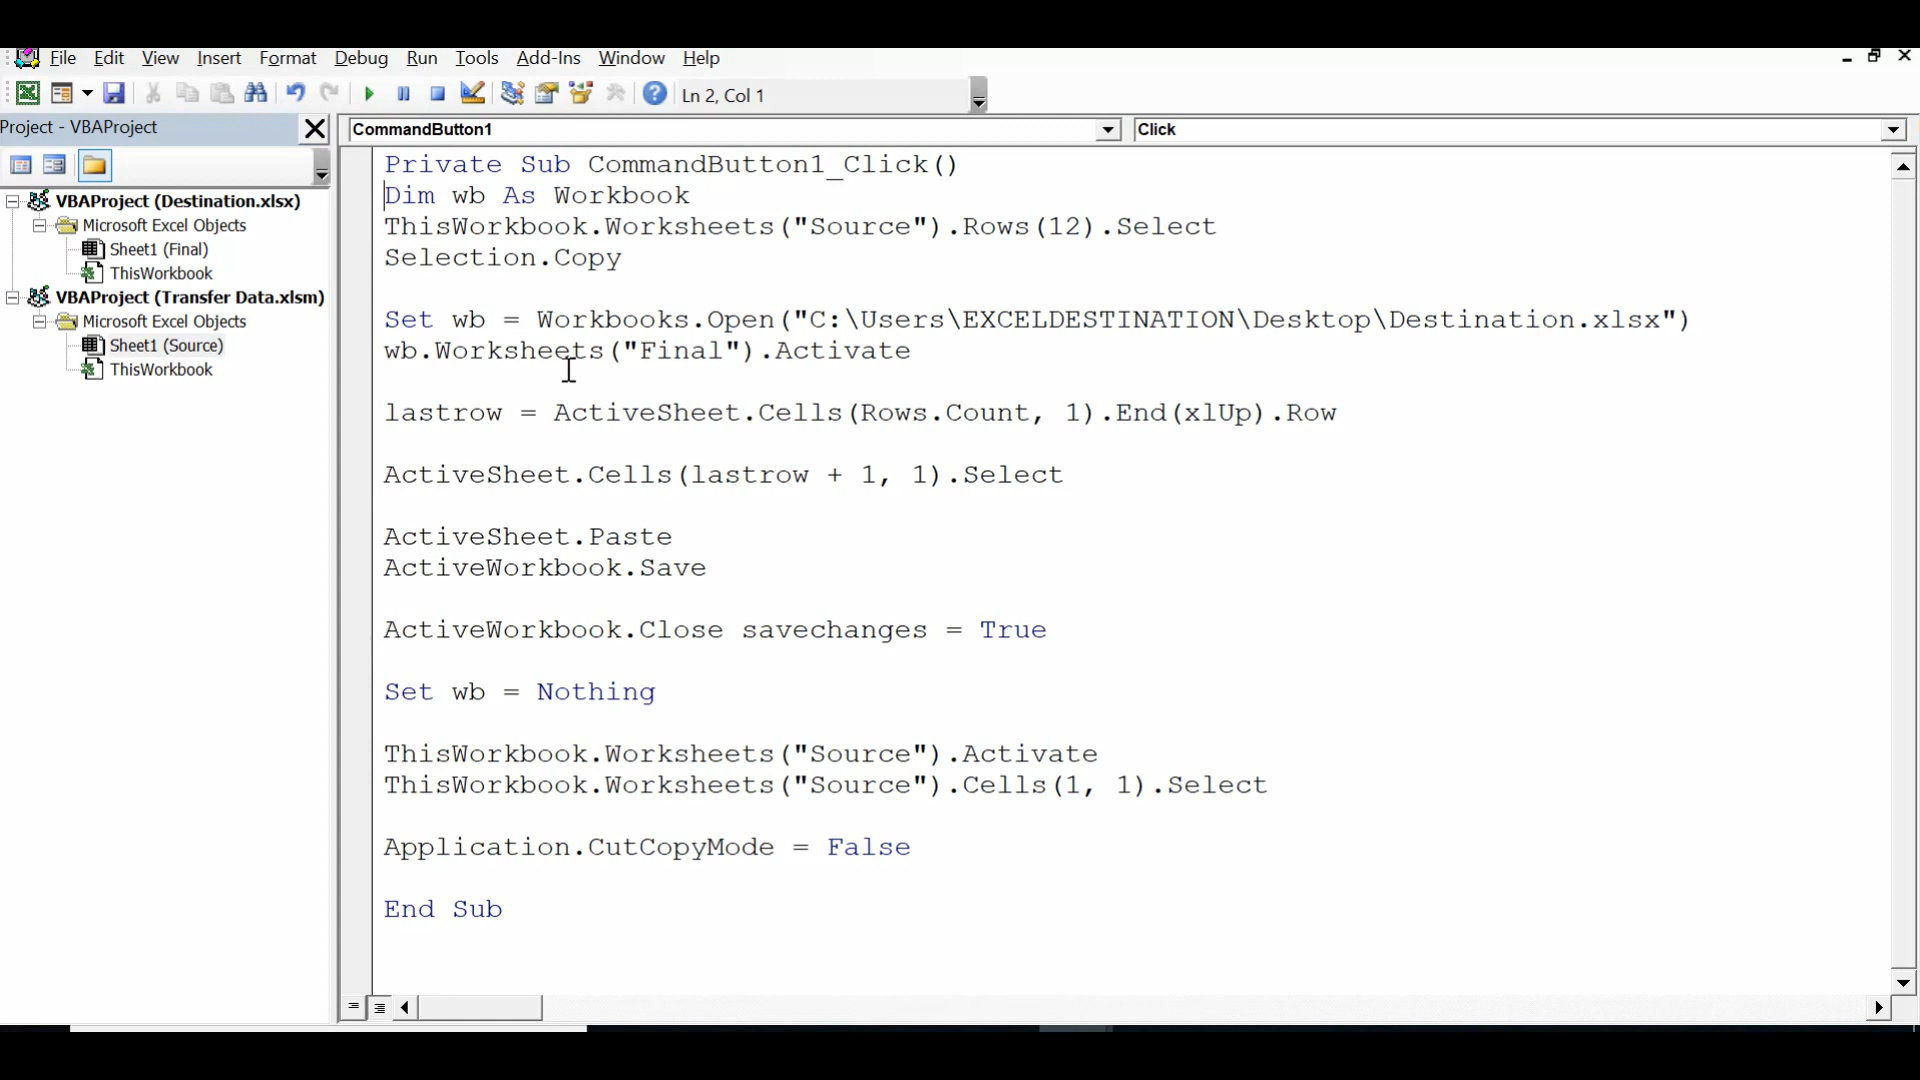 File Edit View Insert Format Debug Run Tools Add-Ins Window Help
Ln 2, Col 1
Project - VBAProject
CommandButton1
Click
VBAProject (Destination.xlsx)
Microsoft Excel Objects
Sheet1 (Final)
ThisWorkbook
VBAProject (Transfer Data.xlsm)
Microsoft Excel Objects
Sheet1 (Source)
ThisWorkbook
Private Sub CommandButton1_Click()
Dim wb As Workbook
ThisWorkbook.Worksheets("Source").Rows(12).Select
Selection.Copy
Set wb = Workbooks.Open("C:\Users\EXCELDESTINATION\Desktop\Destination.xlsx")
wb.Worksheets("Final").Activate
lastrow = ActiveSheet.Cells(Rows.Count, 1).End(xlUp).Row
ActiveSheet.Cells(lastrow + 1, 1).Select
ActiveSheet.Paste
ActiveWorkbook.Save
ActiveWorkbook.Close savechanges = True
Set wb = Nothing
ThisWorkbook.Worksheets("Source").Activate
ThisWorkbook.Worksheets("Source").Cells(1, 1).Select
Application.CutCopyMode = False
End Sub